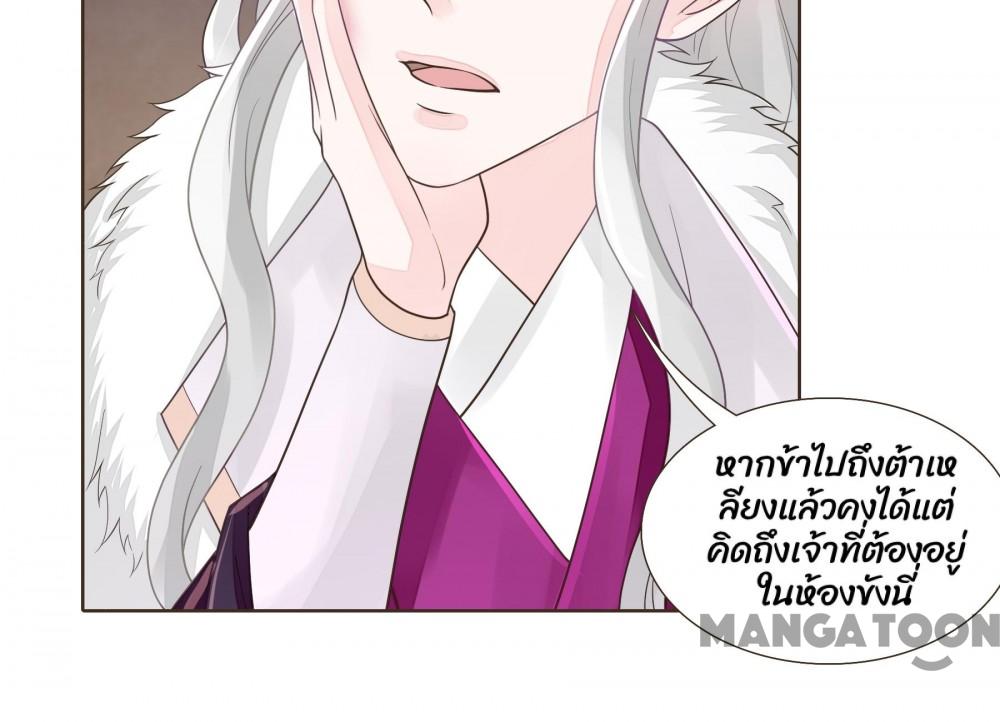 หากข้าไปถึงต้าเห
ลียงแล้วคงได้แต่
คิดถึงเจ้าที่ต้องอยู่
ในห้องขังนี่
MANGATOON